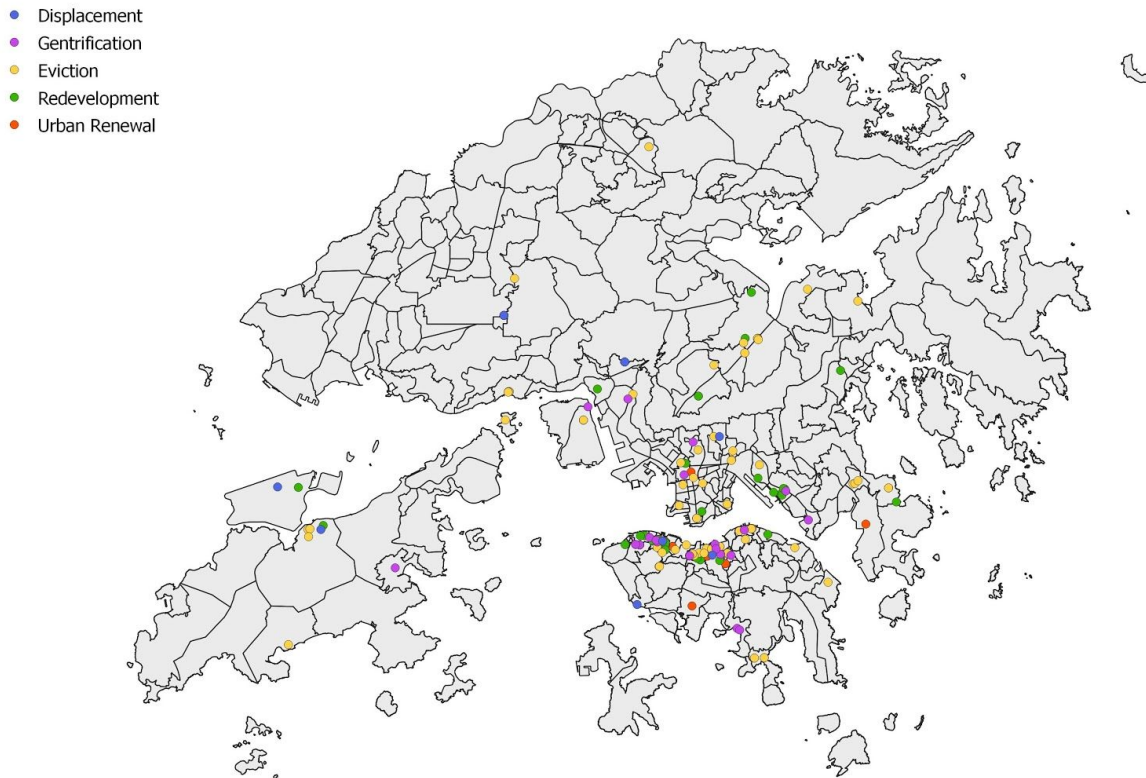 Displacement
Gentrification
Eviction
Redevelopment
Urban Renewal